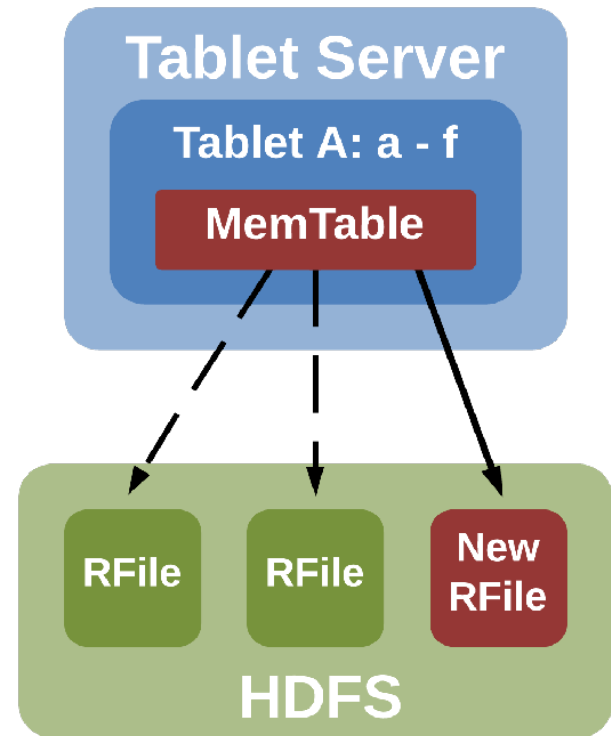 Tablet Server
Tablet A: a - f
MemTable
RFile
RFile
New
RFile
HDFS